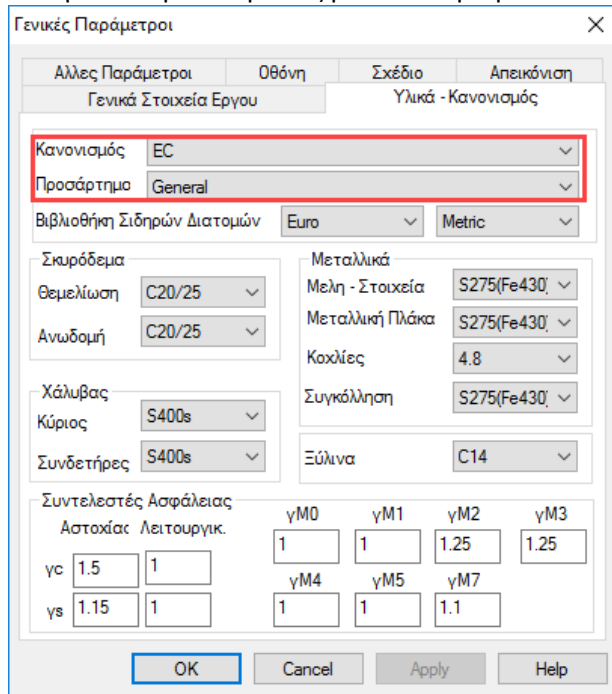 Γενικές Παράμετροι
Αλλες Παράμετροι Οθόνη Σχέδιο Απεικόνιση
Γενικά Στοιχεία Εργου Υλικά - Κανονισμός
Κανονισμός EC
Προσάρτημα General
Βιβλιοθήκη Σιδηρών Διατομών Euro Metric
Σκυρόδεμα
Θεμελίωση C20/25
Ανωδομή C20/25
Μεταλλικά
Μελη - Στοιχεία S275(Fe430)
Μεταλλική Πλάκα S275(Fe430)
Κοχλίες 4.8
Συγκόλληση S275(Fe430)
Χάλυβας
Κύριος S400s
Συνδετήρες S400s
Ξύλινα C14
Συντελεστές Ασφάλειας
Αστοχίας Λειτουργικ.
γc 1.5 1
γs 1.15 1
γM0 γM1 γM2 γM3
1 1 1.25 1.25
γM4 γM5 γM7
1 1 1.1
OK Cancel Apply Help